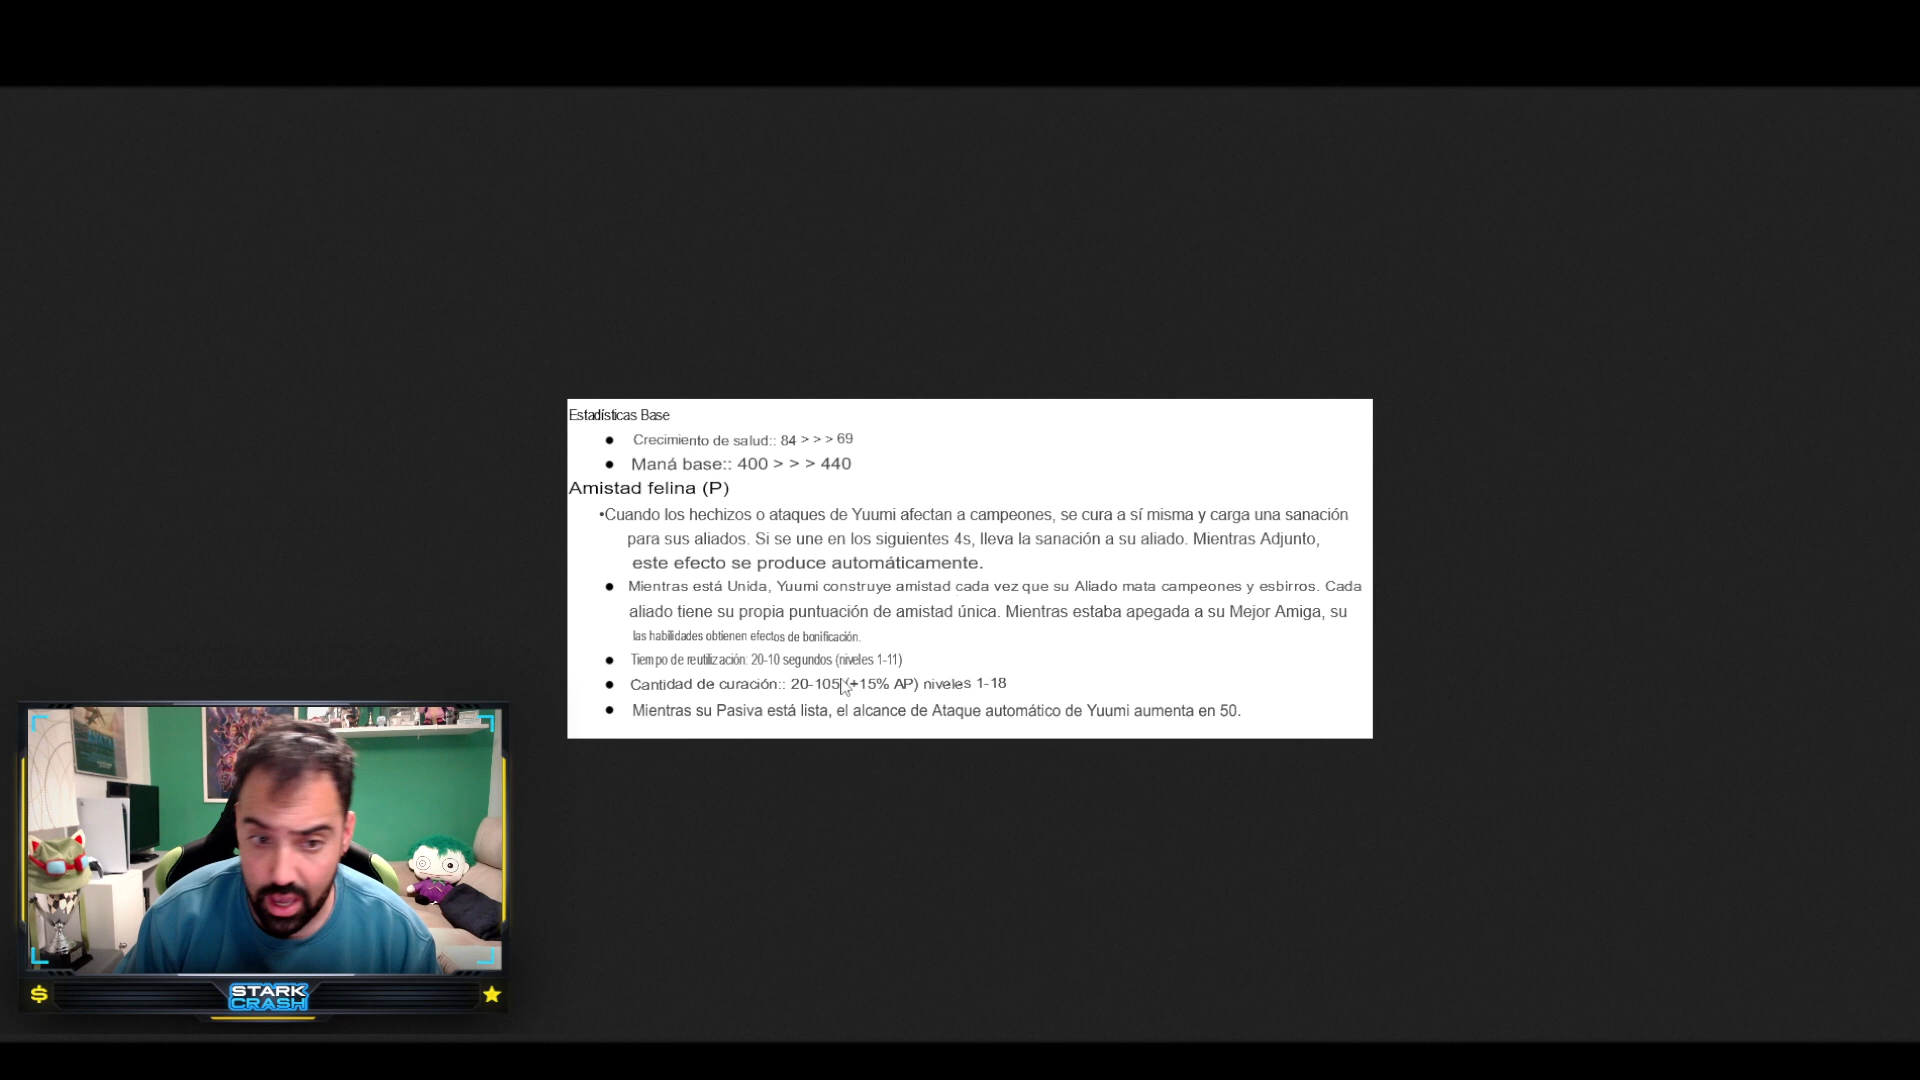 Estadísticas Base
● Crecimiento de salud:: 84 > > > 69
● Maná base:: 400 > > > 440
Amistad felina (P)
•Cuando los hechizos o ataques de Yuumi afectan a campeones, se cura a sí misma y carga una sanación
para sus aliados. Si se une en los siguientes 4s, lleva la sanación a su aliado. Mientras Adjunto,
este efecto se produce automáticamente.
● Mientras está Unida, Yuumi construye amistad cada vez que su Aliado mata campeones y esbirros. Cada
aliado tiene su propia puntuación de amistad única. Mientras estaba apegada a su Mejor Amiga, su
las habilidades obtienen efectos de bonificación.
● Tiempo de reutilización: 20-10 segundos (niveles 1-11)
● Cantidad de curación:: 20-105 (+15% AP) niveles 1-18
● Mientras su Pasiva está lista, el alcance de Ataque automático de Yuumi aumenta en 50.
$
STARK
CRASH